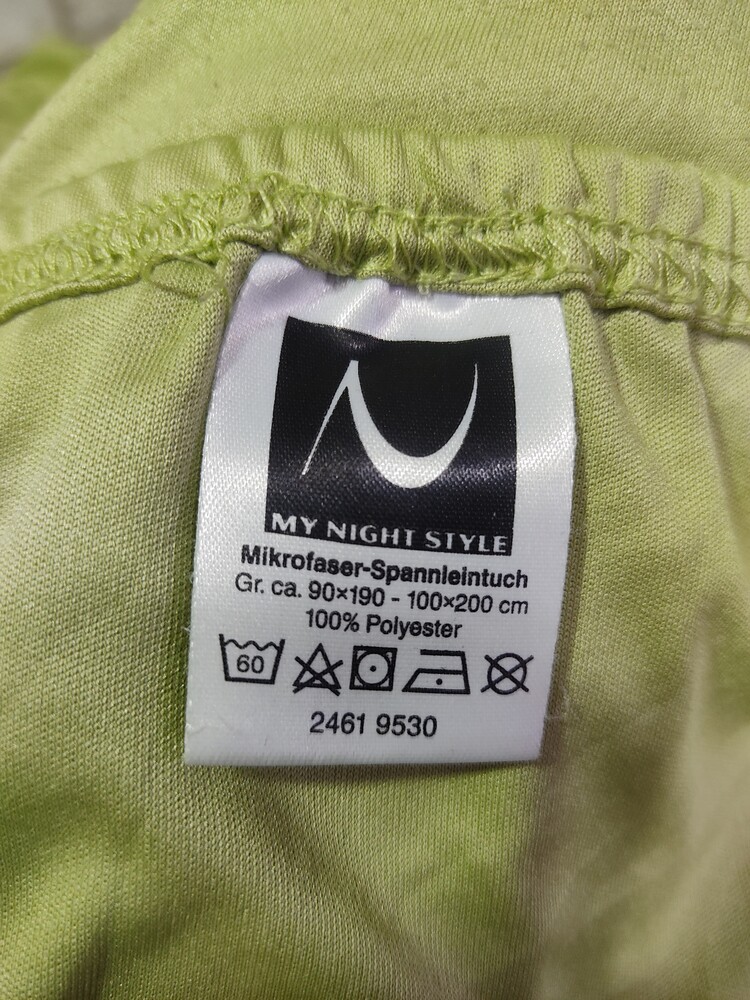 MY NIGHT STYLE
Mikrofaser-Spannleintuch
Gr. ca. 90×190 - 100×200 cm
100% Polyester
60
2461 9530